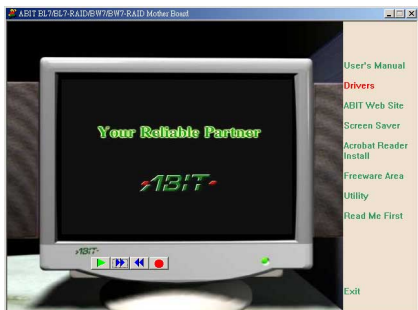 ABIT BL7/BL7-RAID/BW7/BW7-RAID Mother Board
User's Manual
Drivers
ABIT Web Site
Screen Saver
Acrobat Reader
Install
Freeware Area
Utility
Read Me First
Exit
Your Reliable Partner
ABIT
ABIT